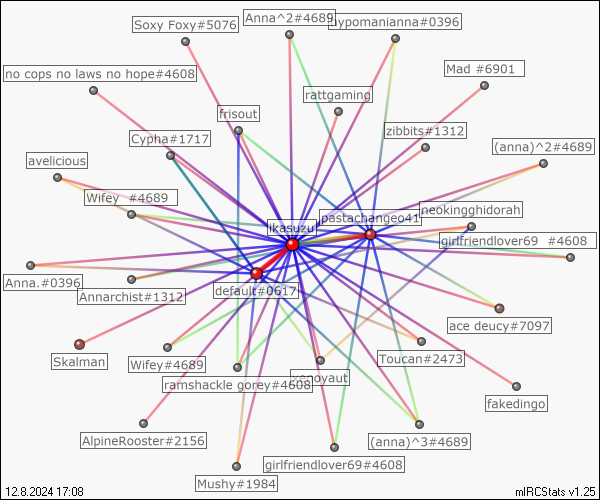 Soxy Foxy#5076
Anna^2#4689
hypomanianna#0396
no cops no laws no hope#4608
Mad #6901
rattgaming
frisout
Cypha#1717
zibbits#1312
(anna)^2#4689
avelicious
Wifey #4689
neokingghidorah
pastachangeo41
ikasuzu
girlfriendlover69 #4608
Anna.#0396
Annarchist#1312
default#0617
ace deucy#7097
Skalman
Wifey#4689
Toucan#2473
xenoyaut
ramshackle gorey#4608
fakedingo
AlpineRooster#2156
(anna)^3#4689
girlfriendlover69#4608
Mushy#1984
12.8.2024 17:08
mIRCStats v1.25